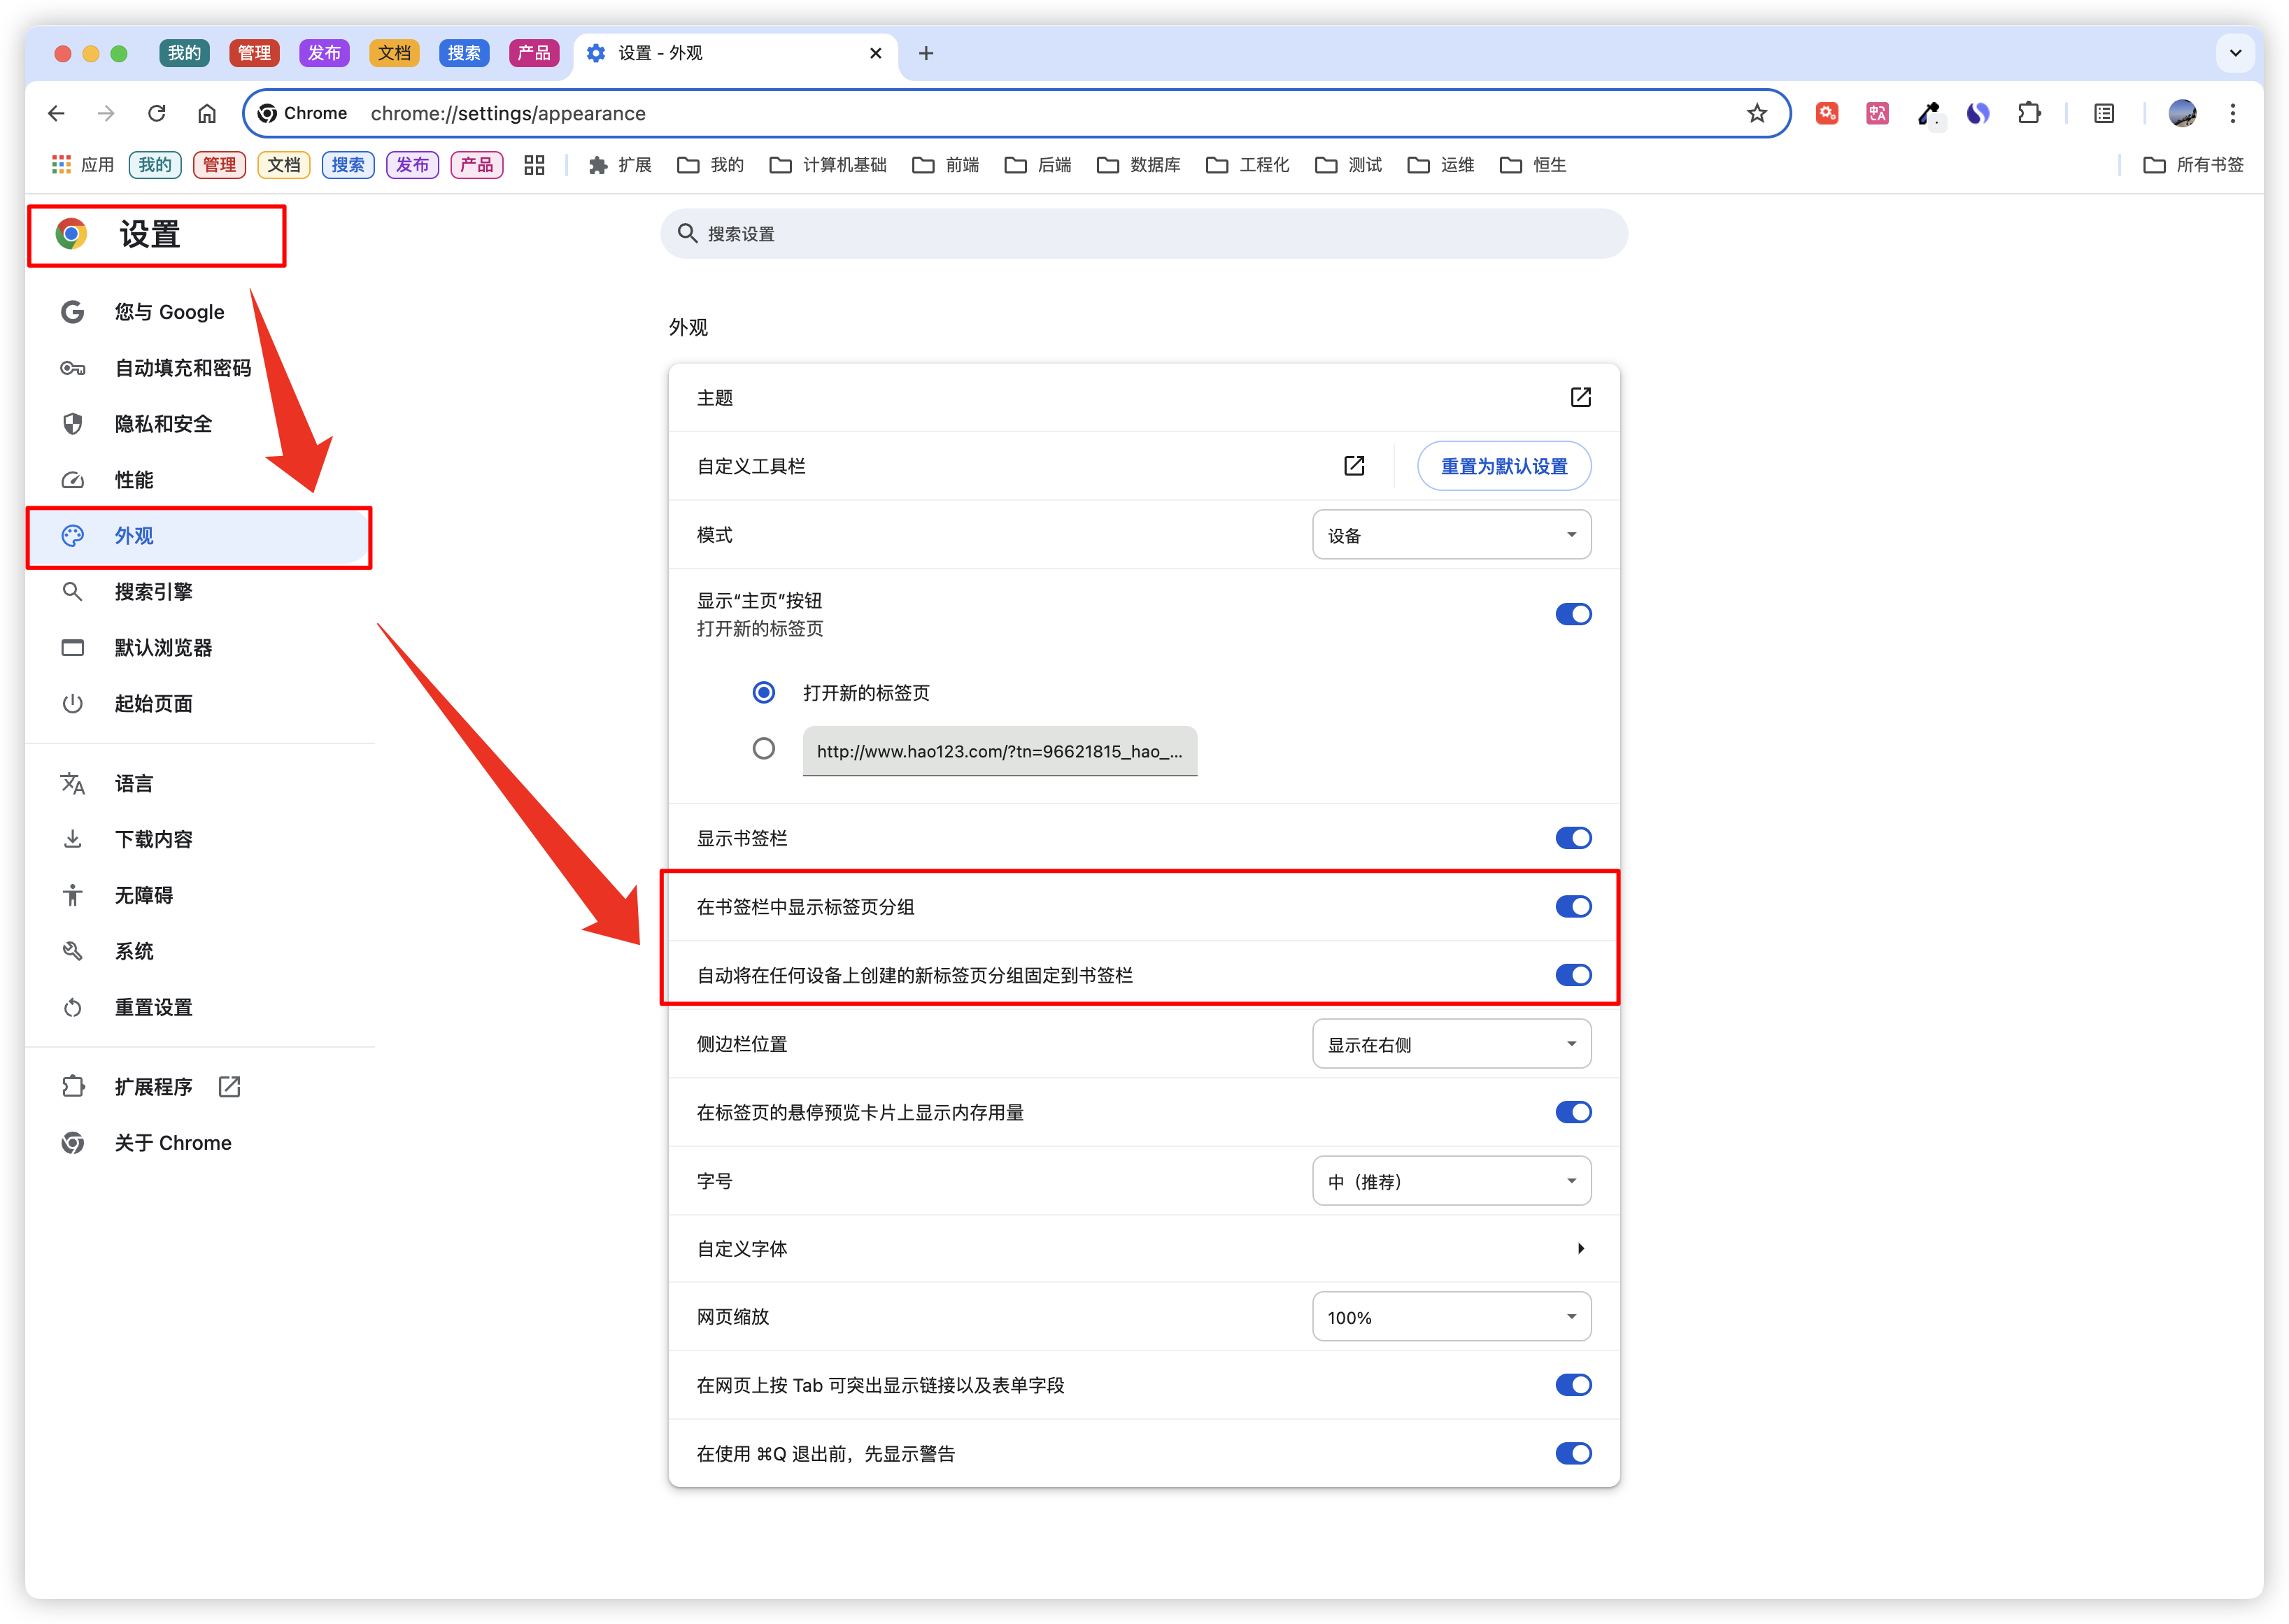 我的 管理 发布 文档 搜索 产品 设置 - 外观
Chrome chrome://settings/appearance
应用 我的 管理 文档 搜索 发布 产品 扩展 我的 计算机基础 前端 后端 数据库 工程化 测试 运维 恒生 所有书签
设置
搜索设置
您与 Google
自动填充和密码
隐私和安全
性能
外观
搜索引擎
默认浏览器
起始页面
语言
下载内容
无障碍
系统
重置设置
扩展程序
关于 Chrome
外观
主题
自定义工具栏 重置为默认设置
模式 设备
显示“主页”按钮
打开新的标签页
打开新的标签页
http://www.hao123.com/?tn=96621815_hao_...
显示书签栏
在书签栏中显示标签页分组
自动将在任何设备上创建的新标签页分组固定到书签栏
侧边栏位置 显示在右侧
在标签页的悬停预览卡片上显示内存用量
字号 中（推荐）
自定义字体
网页缩放 100%
在网页上按 Tab 可突出显示链接以及表单字段
在使用 ⌘Q 退出前，先显示警告